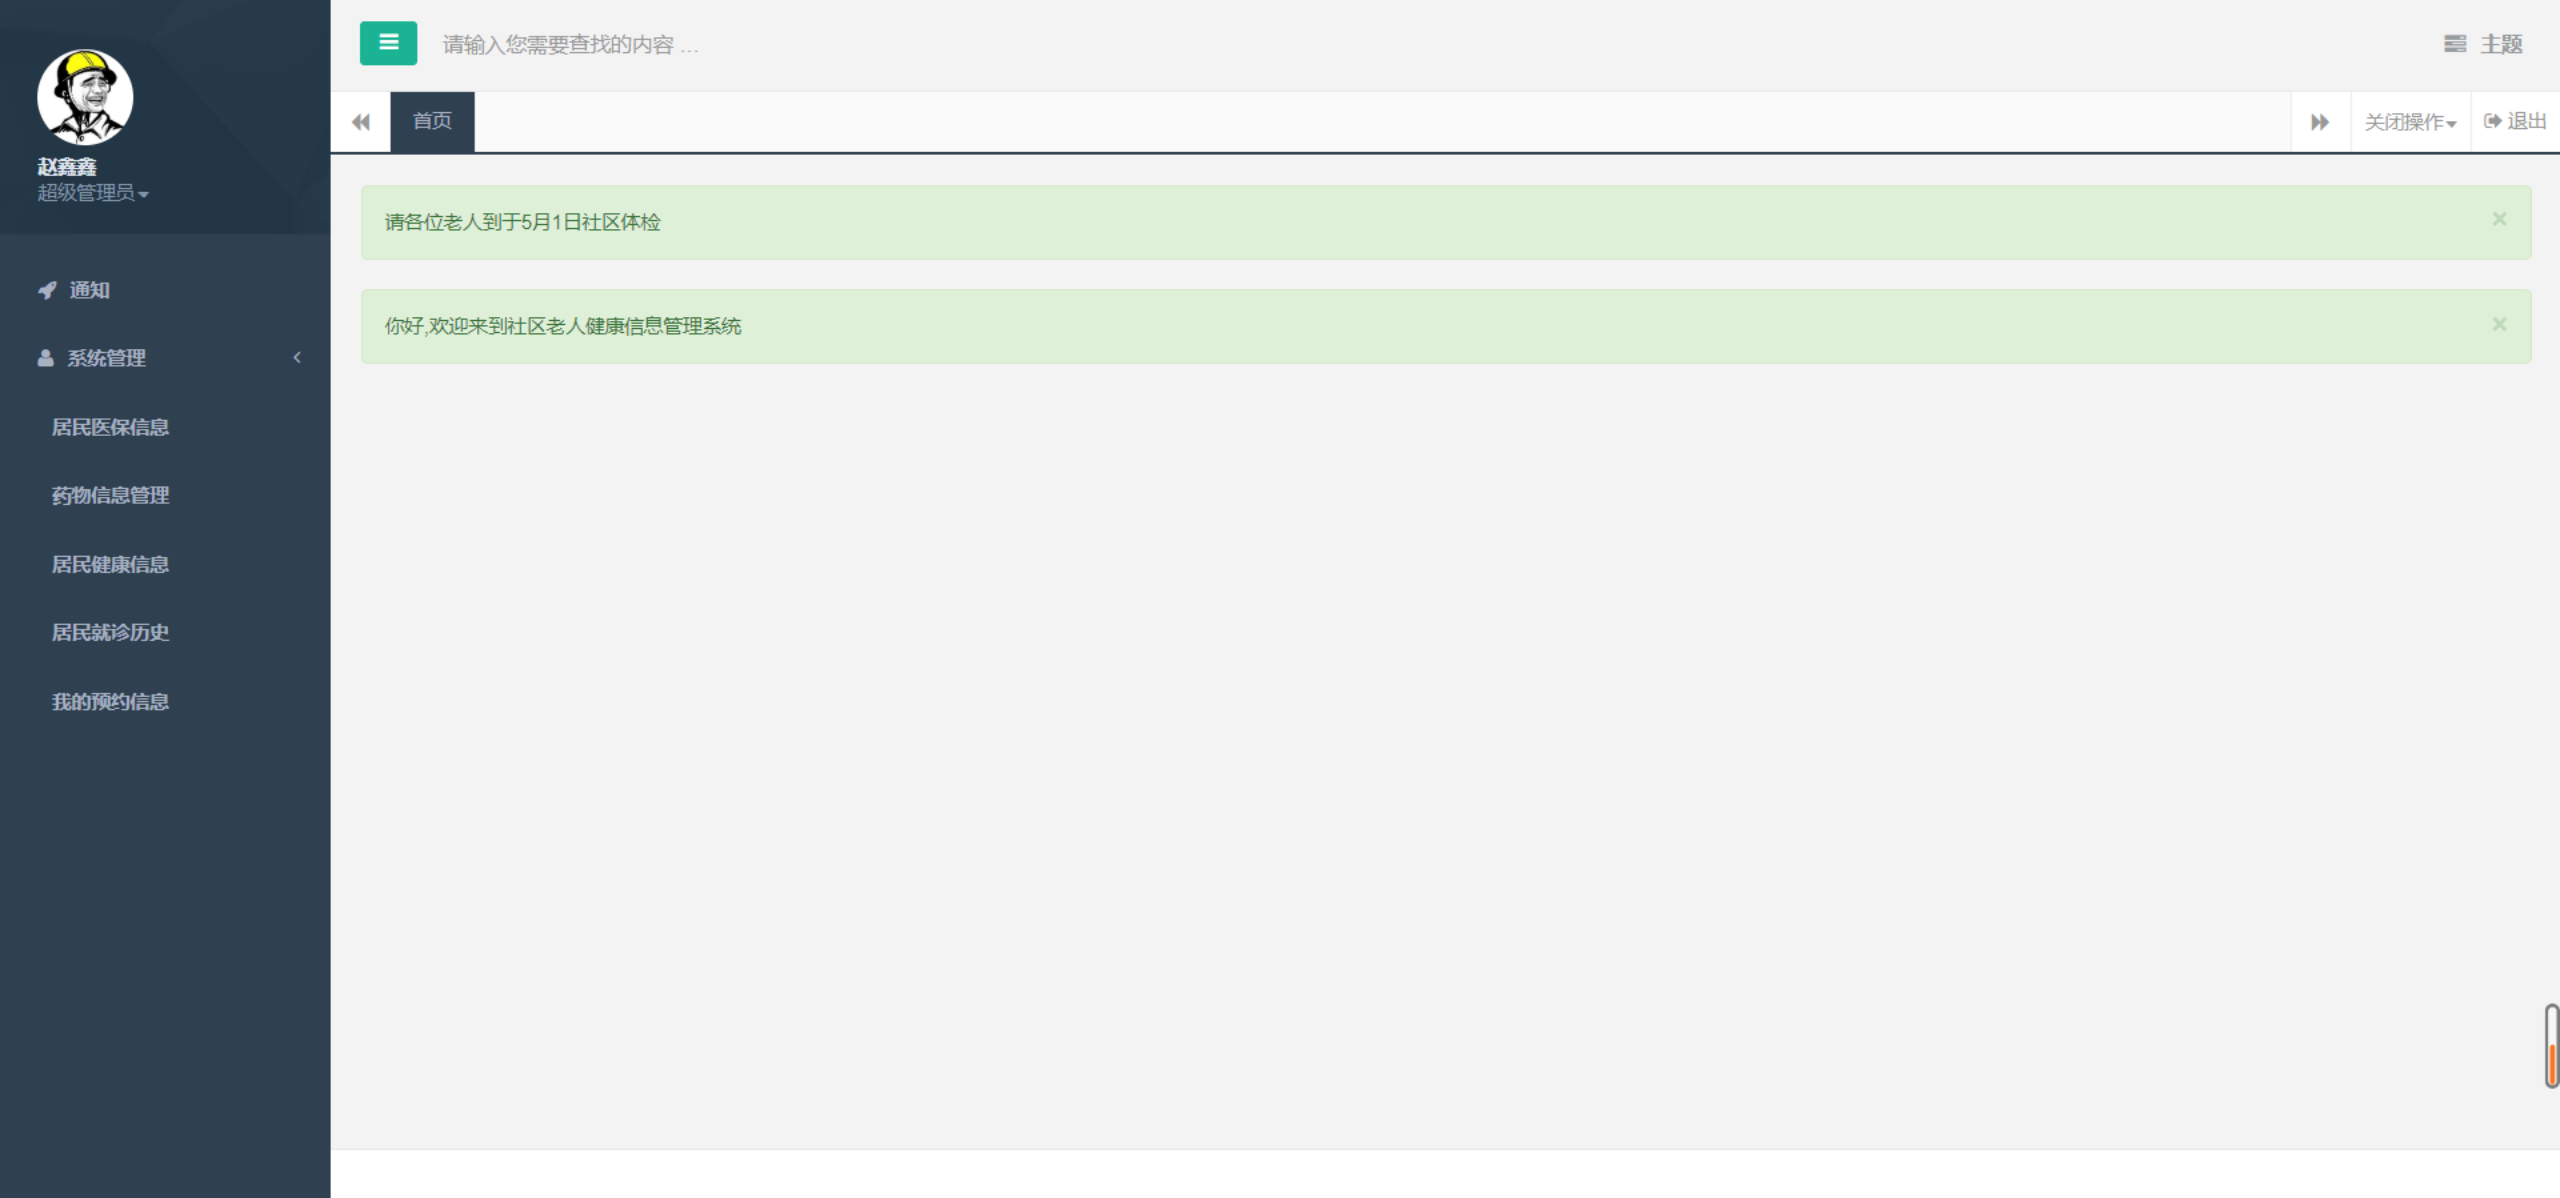 请输入您需要查找的内容 ...
主题
首页
关闭操作
退出
赵鑫鑫
超级管理员
通知
系统管理
居民医保信息
药物信息管理
居民健康信息
居民就诊历史
我的预约信息
请各位老人到于5月1日社区体检
×
你好,欢迎来到社区老人健康信息管理系统
×